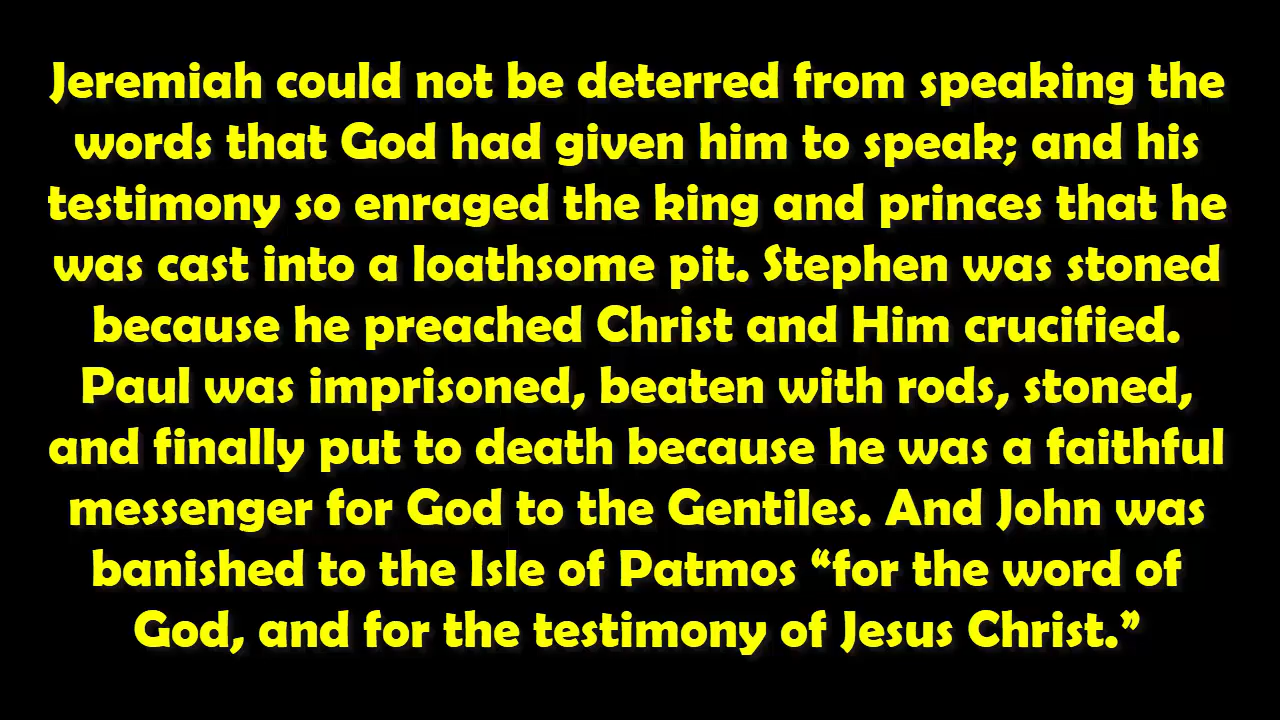 Jeremiah could not be deterred from speaking the
words that God had given him to speak; and his
testimony so enraged the king and princes that he
was cast into a loathsome pit. Stephen was stoned
because he preached Christ and Him crucified.
Paul was imprisoned, beaten with rods, stoned,
and finally put to death because he was a faithful
messenger for God to the Gentiles. And John was
banished to the Isle of Patmos “for the word of
God, and for the testimony of Jesus Christ.”